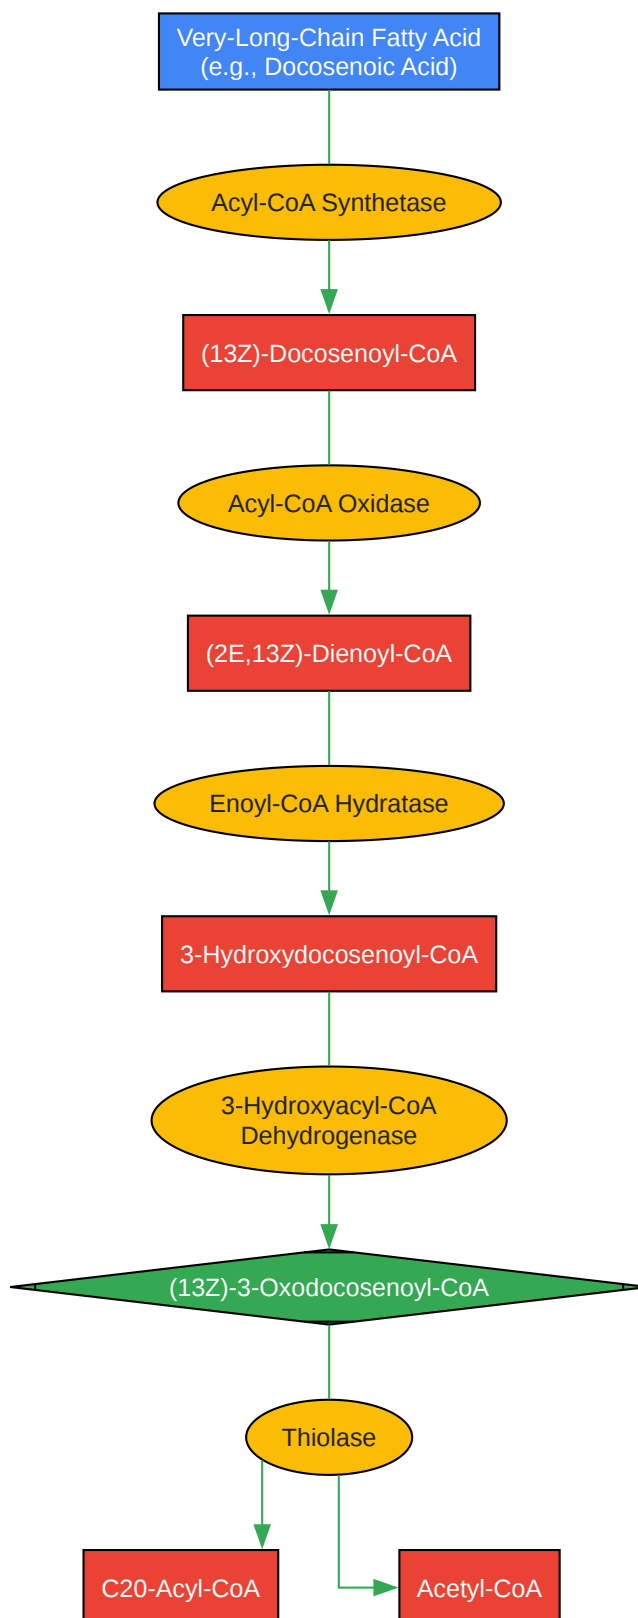 Very-Long-Chain Fatty Acid
(e.g., Docosenoic Acid)
Acyl-CoA Synthetase
(13Z)-Docosenoyl-CoA
Acyl-CoA Oxidase
(2E,13Z)-Dienoyl-CoA
Enoyl-CoA Hydratase
3-Hydroxydocosenoyl-CoA
3-Hydroxyacyl-CoA
Dehydrogenase
(13Z)-3-Oxodocosenoyl-CoA
Thiolase
C20-Acyl-CoA
Acetyl-CoA